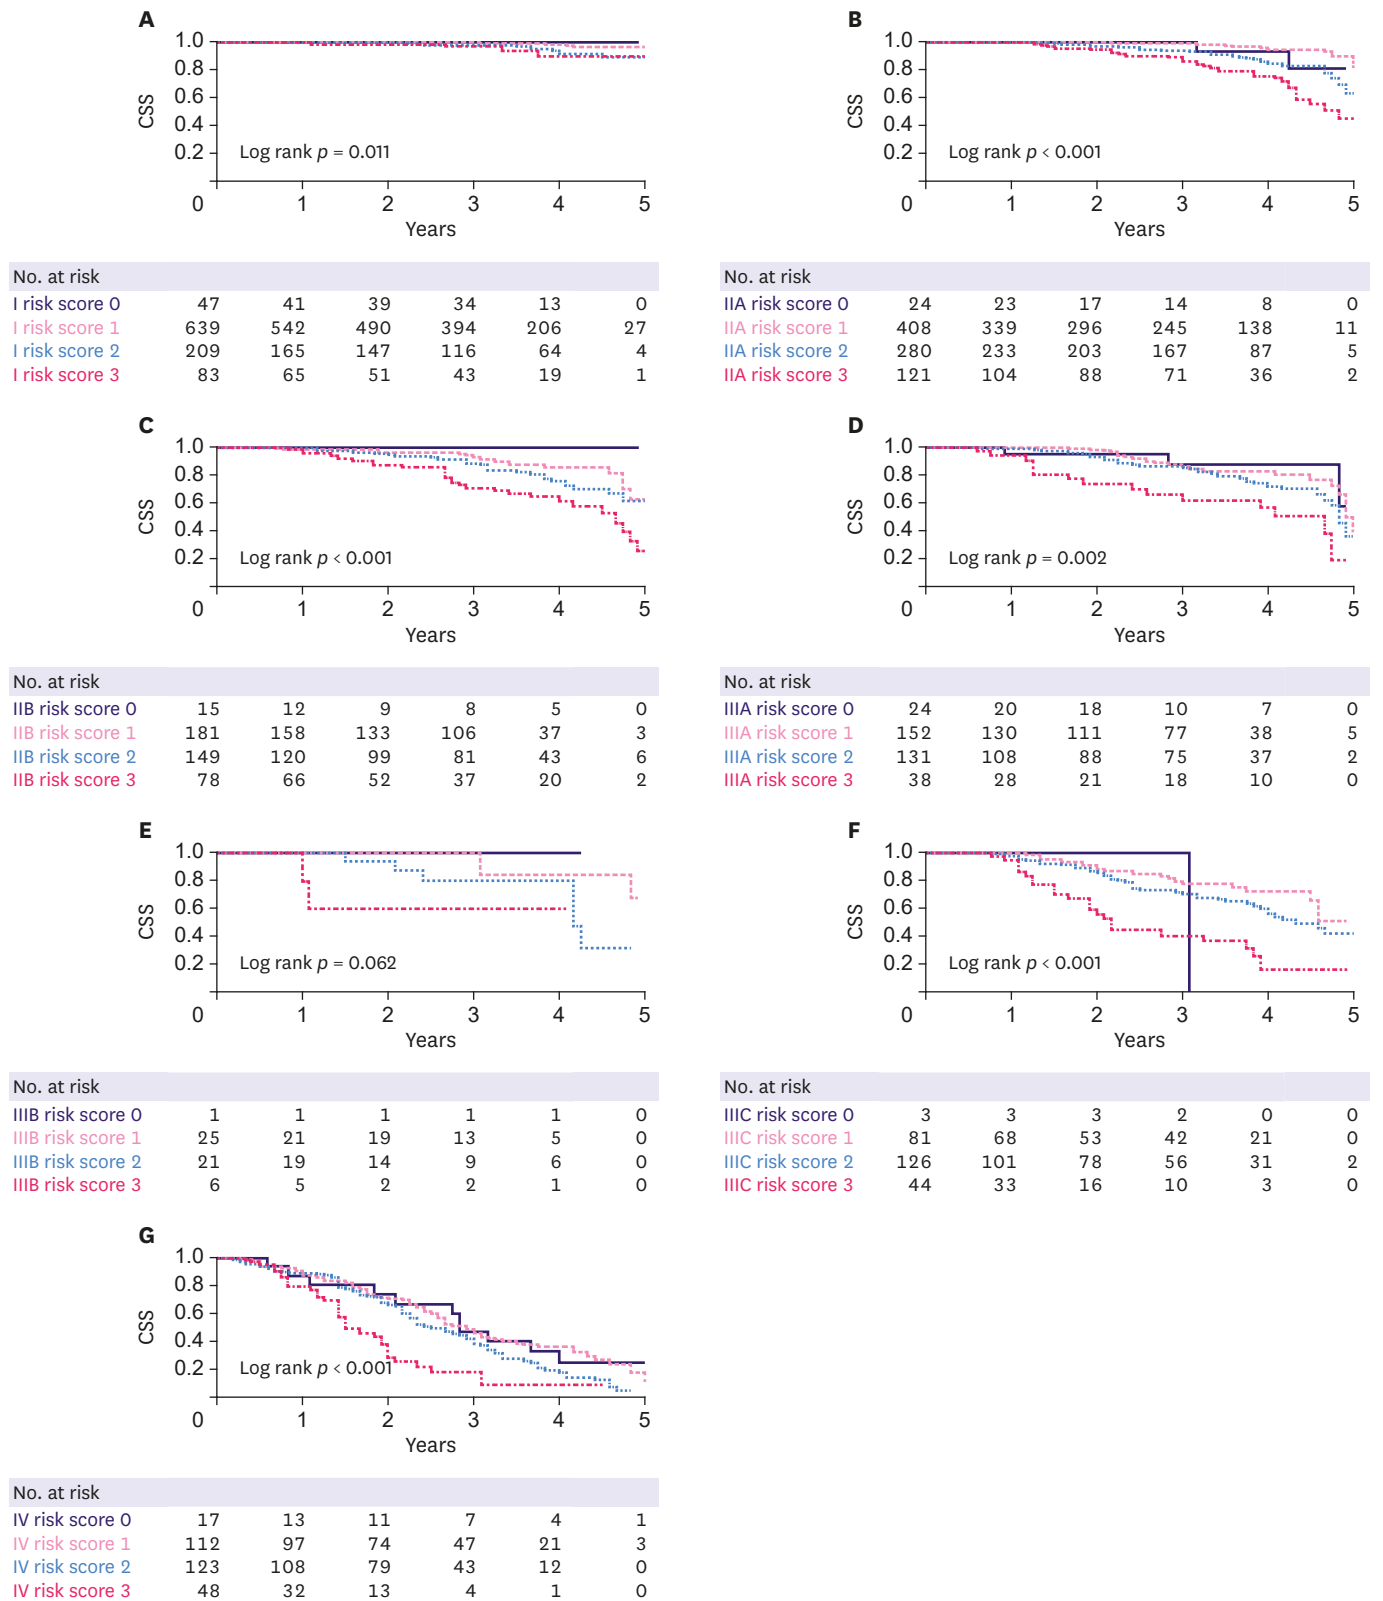 A
1.0
0.8
0.6
0.4
0.2
CSS
Log rank p = 0.011
0 1 2 3 4 5
Years
No. at risk
I risk score 0 47 41 39 34 13 0
I risk score 1 639 542 490 394 206 27
I risk score 2 209 165 147 116 64 4
I risk score 3 83 65 51 43 19 1
B
1.0
0.8
0.6
0.4
0.2
CSS
Log rank p < 0.001
0 1 2 3 4 5
Years
No. at risk
IIA risk score 0 24 23 17 14 8 0
IIA risk score 1 408 339 296 245 138 11
IIA risk score 2 280 233 203 167 87 5
IIA risk score 3 121 104 88 71 36 2
C
1.0
0.8
0.6
0.4
0.2
CSS
Log rank p < 0.001
0 1 2 3 4 5
Years
No. at risk
IIB risk score 0 15 12 9 8 5 0
IIB risk score 1 181 158 133 106 37 3
IIB risk score 2 149 120 99 81 43 6
IIB risk score 3 78 66 52 37 20 2
D
1.0
0.8
0.6
0.4
0.2
CSS
Log rank p = 0.002
0 1 2 3 4 5
Years
No. at risk
IIIA risk score 0 24 20 18 10 7 0
IIIA risk score 1 152 130 111 77 38 5
IIIA risk score 2 131 108 88 75 37 2
IIIA risk score 3 38 28 21 18 10 0
E
1.0
0.8
0.6
0.4
0.2
CSS
Log rank p = 0.062
0 1 2 3 4 5
Years
No. at risk
IIIB risk score 0 1 1 1 1 1 0
IIIB risk score 1 25 21 19 13 5 0
IIIB risk score 2 21 19 14 9 6 0
IIIB risk score 3 6 5 2 2 1 0
F
1.0
0.8
0.6
0.4
0.2
CSS
Log rank p < 0.001
0 1 2 3 4 5
Years
No. at risk
IIIC risk score 0 3 3 3 2 0 0
IIIC risk score 1 81 68 53 42 21 0
IIIC risk score 2 126 101 78 56 31 2
IIIC risk score 3 44 33 16 10 3 0
G
1.0
0.8
0.6
0.4
0.2
CSS
Log rank p < 0.001
0 1 2 3 4 5
Years
No. at risk
IV risk score 0 17 13 11 7 4 1
IV risk score 1 112 97 74 47 21 3
IV risk score 2 123 108 79 43 12 0
IV risk score 3 48 32 13 4 1 0